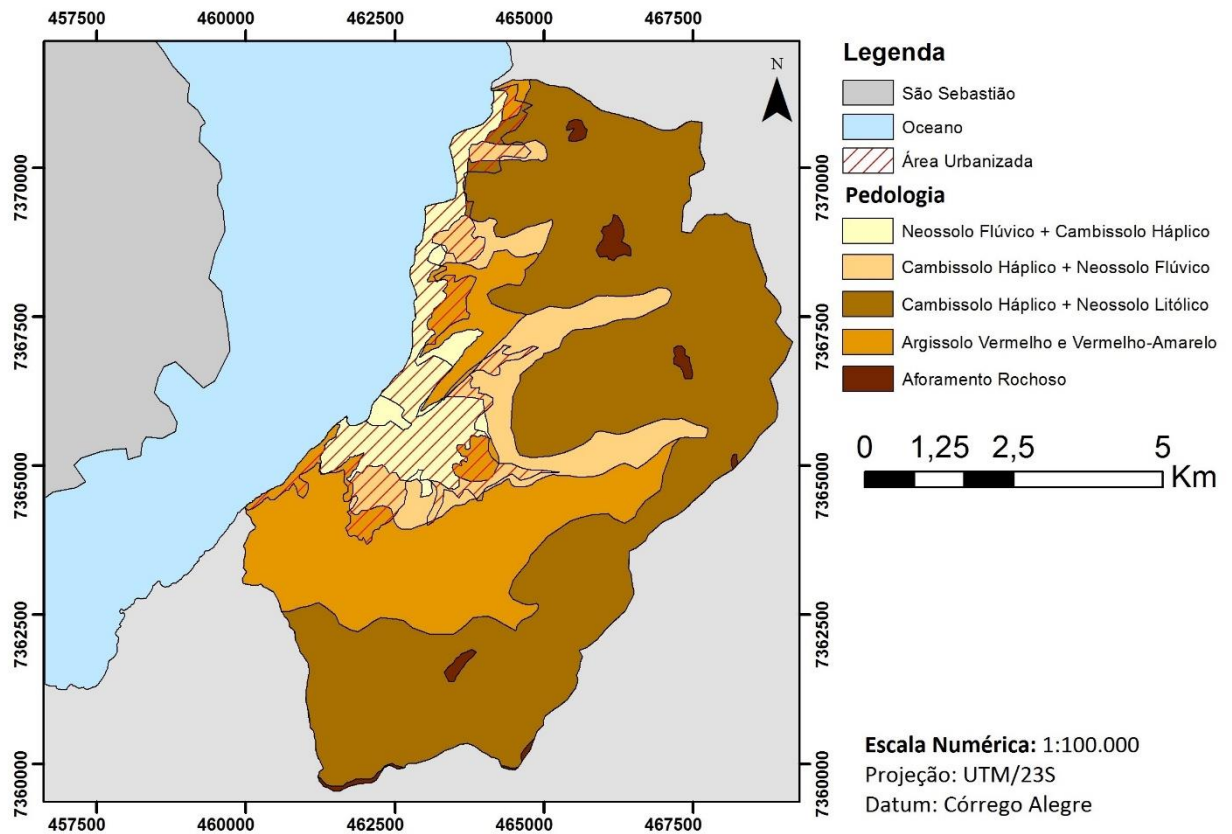 457500 460000 462500 465000 467500
N
7370000
7367500
7365000
7362500
7360000
7370000
7367500
7365000
7362500
7360000
457500 460000 462500 465000 467500
Legenda
São Sebastião
Oceano
Área Urbanizada
Pedologia
Neossolo Flúvico + Cambissolo Háplico
Cambissolo Háplico + Neossolo Flúvico
Cambissolo Háplico + Neossolo Litólico
Argissolo Vermelho e Vermelho-Amarelo
Aforamento Rochoso
0 1,25 2,5 5
Km
Escala Numérica: 1:100.000
Projeção: UTM/23S
Datum: Córrego Alegre